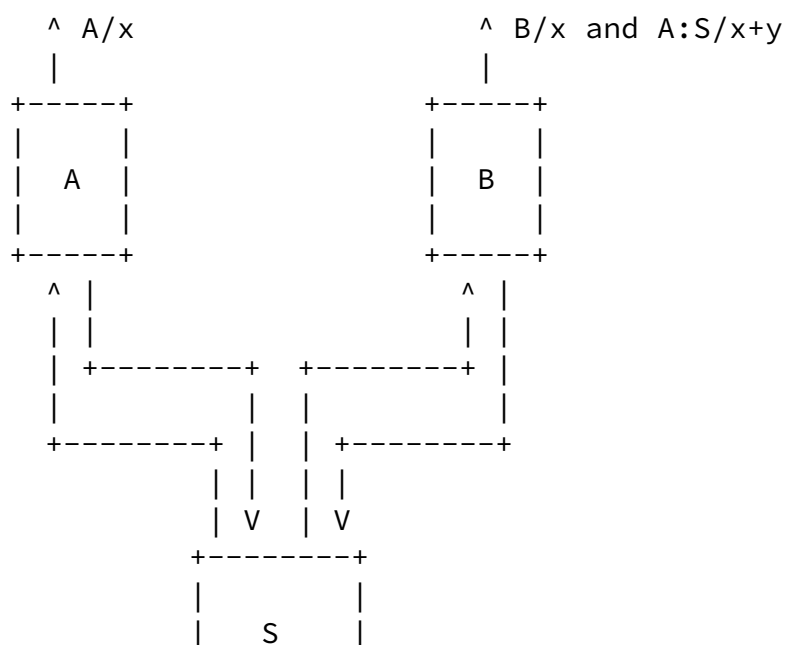 ^ A/x                   ^ B/x and A:S/x+y
   |                       |
+-----+                 +-----+
|     |                 |     |
|  A  |                 |  B  |
|     |                 |     |
+-----+                 +-----+
  ^ |                     ^ |
  | |                     | |
  | +--------+  +--------+ |
  |          |  |          |
  +--------+ |  | +--------+
           | |  | |
           | V  | V
          +--------+
          |        |
          |   S    |